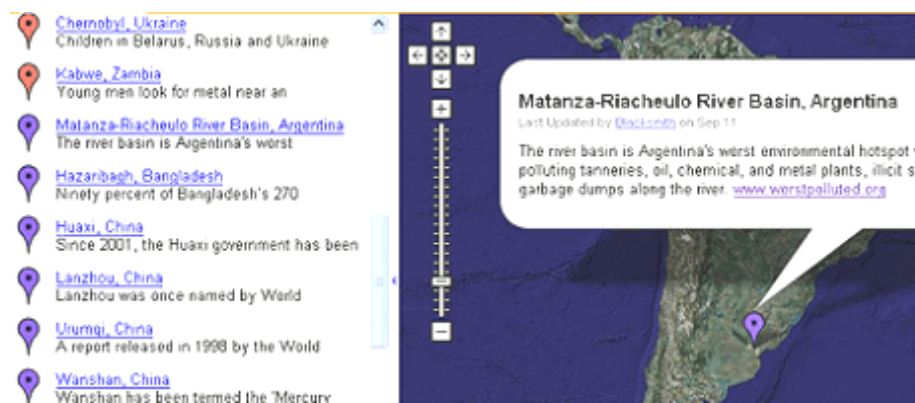 Chernobyl, Ukraine
Children in Belarus, Russia and Ukraine
Kabwe, Zambia
Young men look for metal near an
Matanza-Riacheulo River Basin, Argentina
The river basin is Argentina's worst
Hazaribagh, Bangladesh
Ninety percent of Bangladesh's 270
Huaxi, China
Since 2001, the Huaxi government has been
Lanzhou, China
Lanzhou was once named by World
Urumqi, China
A report released in 1998 by the World
Wanshan, China
Wanshan has been termed the "Mercury
Matanza-Riacheulo River Basin, Argentina
Last Updated by Blacksmith on Sep 11
The river basin is Argentina's worst environmental hotspot
polluting tanneries, oil, chemical, and metal plants, illicit
garbage dumps along the river. www.worstpolluted.org